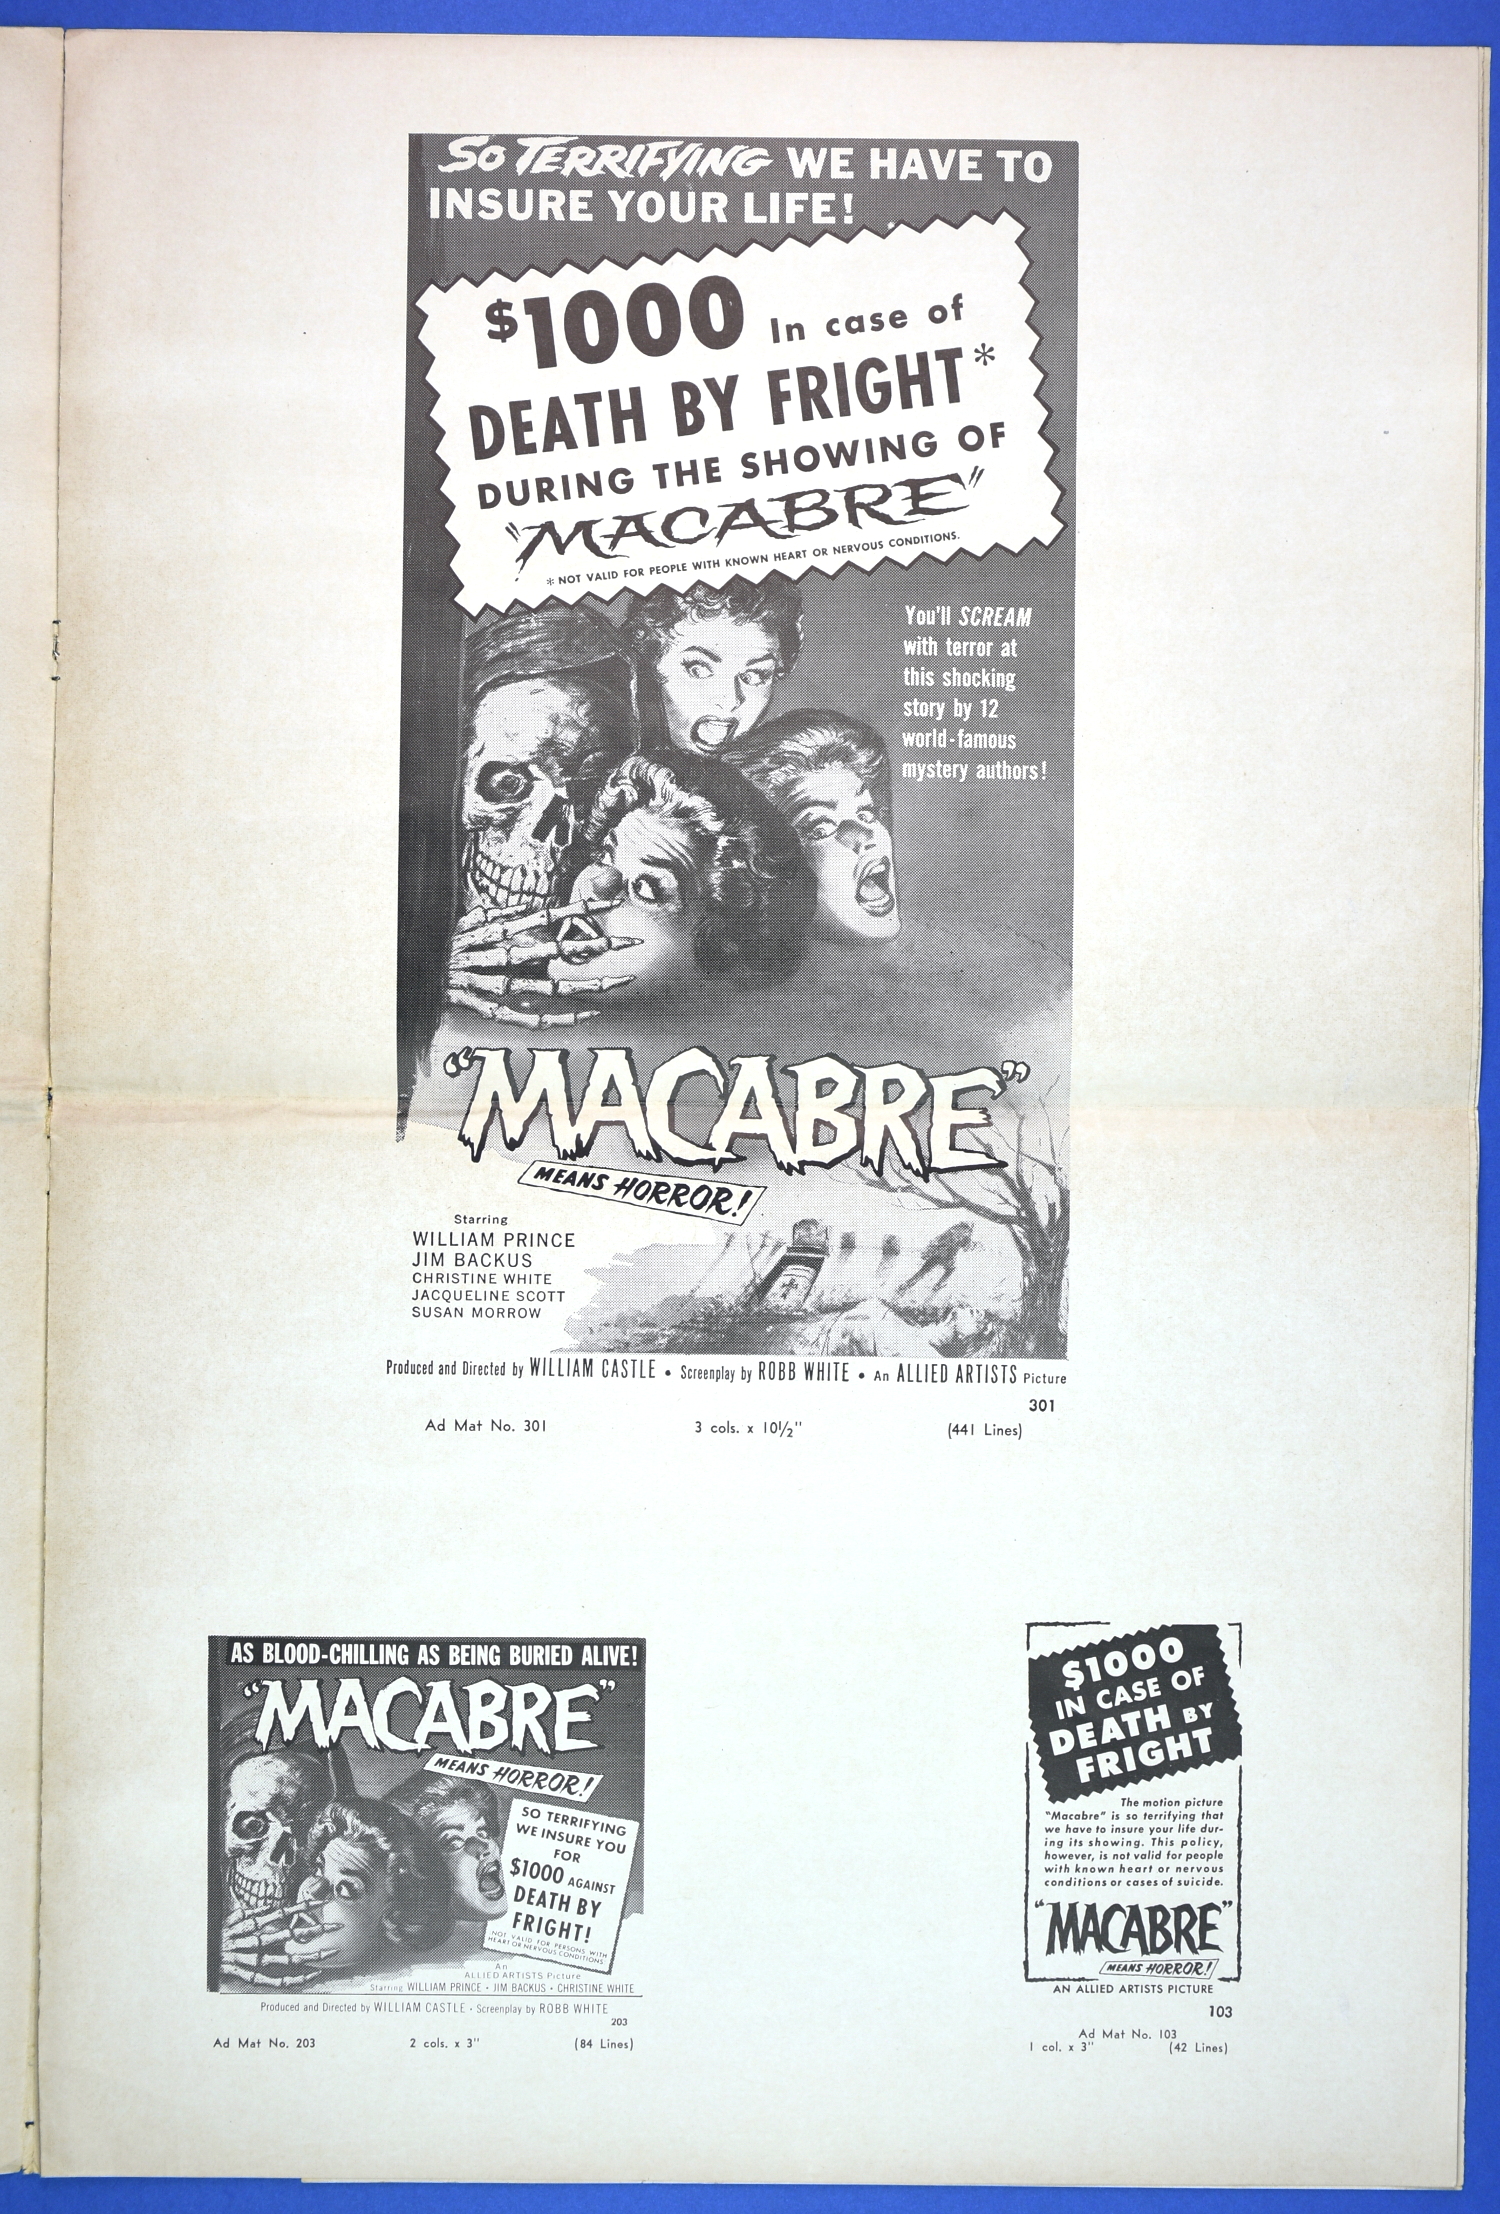 So TERRIFYING WE HAVE TO
INSURE YOUR LIFE!
$1000 In case of
DEATH BY FRIGHT*
DURING THE SHOWING OF
"MACABRE"
* NOT VALID FOR PEOPLE WITH KNOWN HEART OR NERVOUS CONDITIONS.
You'll SCREAM
with terror at
this shocking
story by 12
world-famous
mystery authors!
"MACABRE"
MEANS HORROR!
Starring
WILLIAM PRINCE
JIM BACKUS
CHRISTINE WHITE
JACQUELINE SCOTT
SUSAN MORROW
Produced and Directed by WILLIAM CASTLE • Screenplay by ROBB WHITE • An ALLIED ARTISTS Picture
301
Ad Mat No. 301 3 cols. x 10½" (441 Lines)
AS BLOOD-CHILLING AS BEING BURIED ALIVE!
"MACABRE"
MEANS HORROR!
SO TERRIFYING
WE INSURE YOU
FOR
$1000 AGAINST
DEATH BY
FRIGHT!
NOT VALID FOR PERSONS WITH
HEART OR NERVOUS CONDITIONS
An
ALLIED ARTISTS Picture
Starring WILLIAM PRINCE • JIM BACKUS • CHRISTINE WHITE
Produced and Directed by WILLIAM CASTLE • Screenplay by ROBB WHITE
203
Ad Mat No. 203 2 cols. x 3" (84 Lines)
$1000
IN CASE OF
DEATH BY
FRIGHT
The motion picture
"Macabre" is so terrifying that
we have to insure your life dur-
ing its showing. This policy,
however, is not valid for people
with known heart or nervous
conditions or cases of suicide.
"MACABRE"
MEANS HORROR!
AN ALLIED ARTISTS PICTURE
103
Ad Mat No. 103
1 col. x 3" (42 Lines)